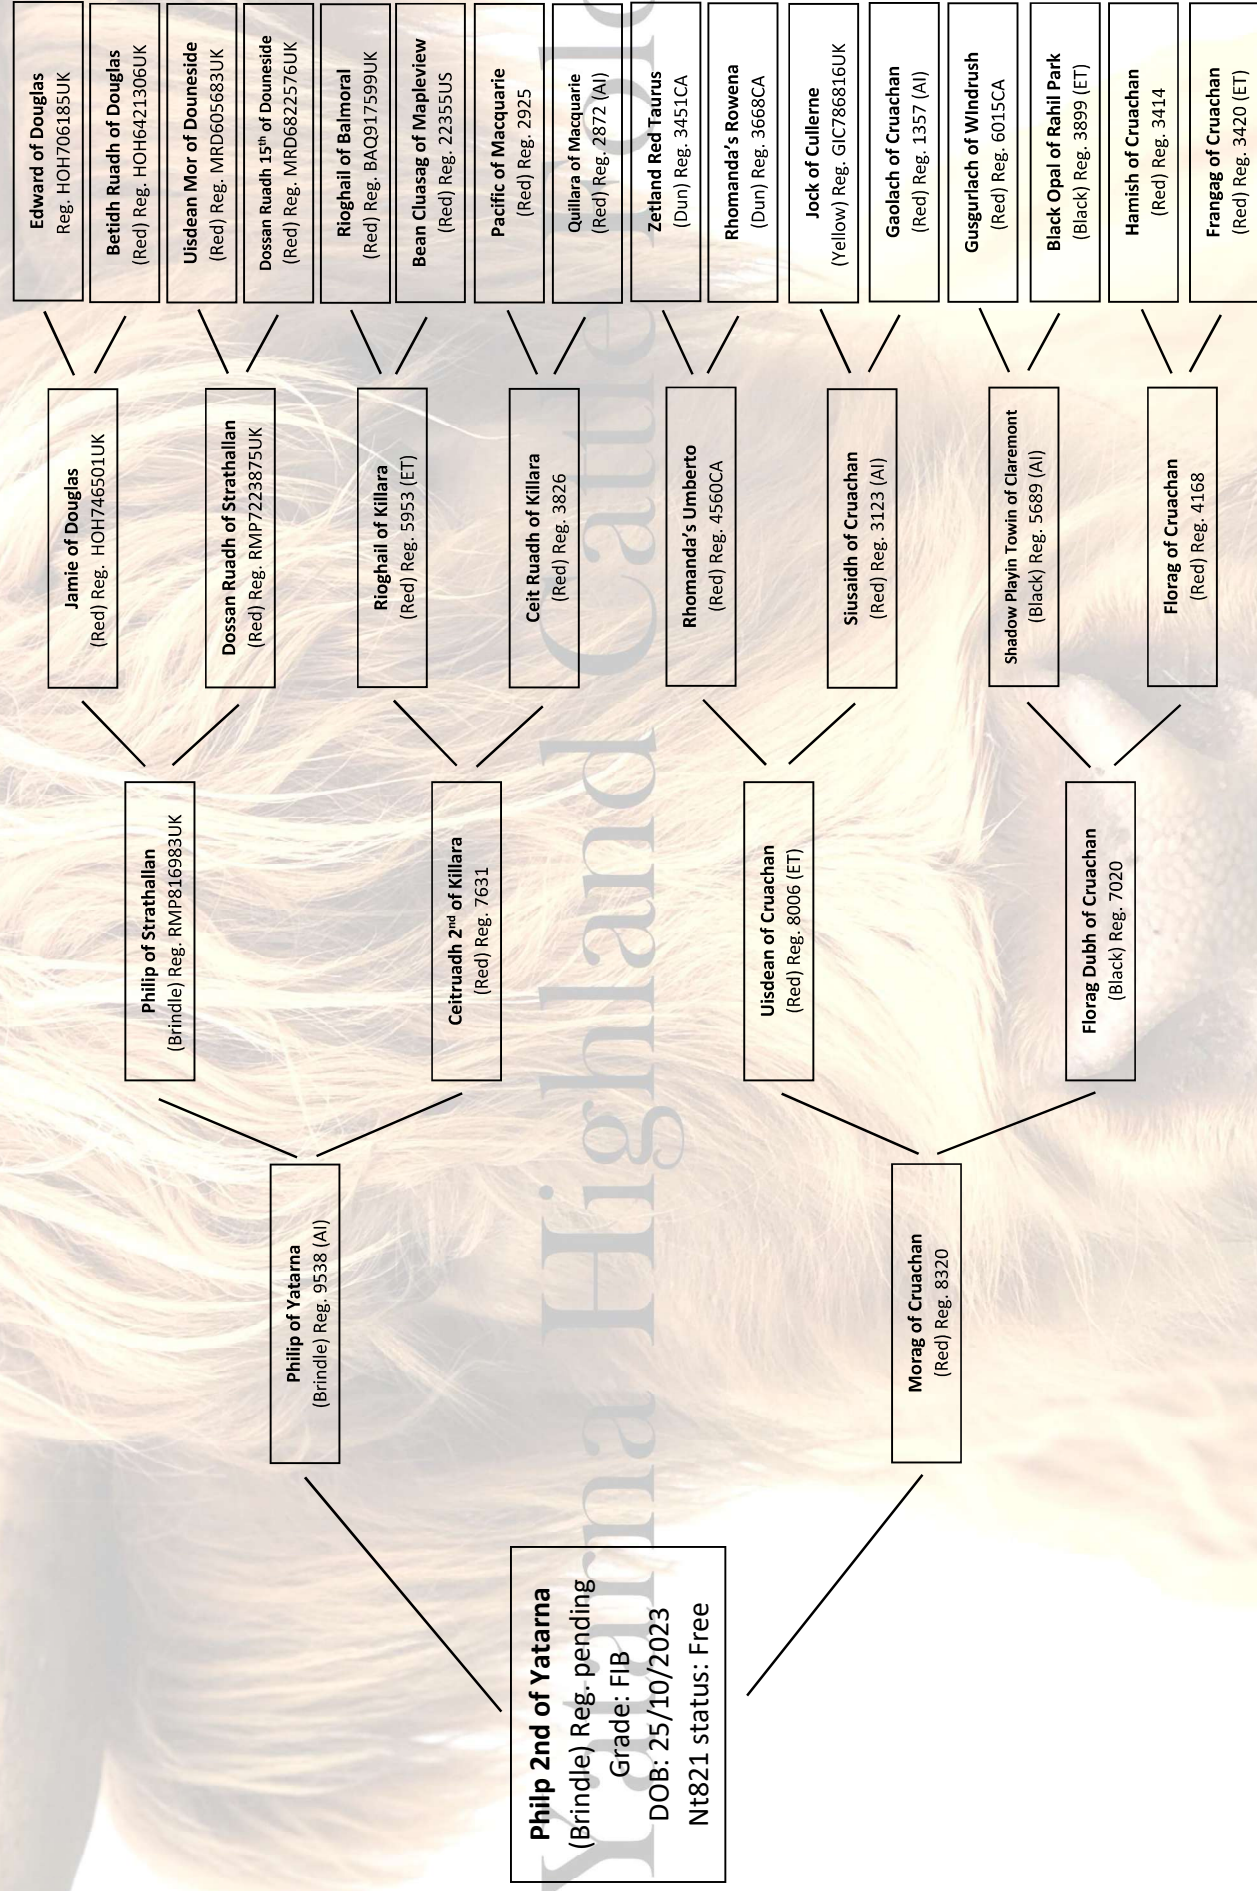 Philp 2nd of Yatarna
(Brindle) Reg. pending
Grade: FIB
DOB: 25/10/2023
Nt821 status: Free
Philip of Yatarna
(Brindle) Reg. 9538 (AI)
Morag of Cruachan
(Red) Reg. 8320
Philip of Strathallan
(Brindle) Reg. RMP816983UK
Ceitruadh 2nd of Killara
(Red) Reg. 7631
Uisdean of Cruachan
(Red) Reg. 8006 (ET)
Florag Dubh of Cruachan
(Black) Reg. 7020
Jamie of Douglas
(Red) Reg. HOH746501UK
Dossan Ruadh of Strathallan
(Red) Reg. RMP7223875UK
Rioghail of Killara
(Red) Reg. 5953 (ET)
Ceit Ruadh of Killara
(Red) Reg. 3826
Rhomanda's Umberto
(Red) Reg. 4560CA
Siusaidh of Cruachan
(Red) Reg. 3123 (AI)
Shadow Playin Towin of Claremont
(Black) Reg. 5689 (AI)
Florag of Cruachan
(Red) Reg. 4168
Edward of Douglas
Reg. HOH706185UK
Betidh Ruadh of Douglas
(Red) Reg. HOH6421306UK
Uisdean Mor of Douneside
(Red) Reg. MRD605683UK
Dossan Ruadh 15th of Douneside
(Red) Reg. MRD6822576UK
Rioghail of Balmoral
(Red) Reg. BAQ917599UK
Bean Cluasag of Mapleview
(Red) Reg. 22355US
Pacific of Macquarie
(Red) Reg. 2925
Quillara of Macquarie
(Red) Reg. 2872 (AI)
Zetland Red Taurus
(Dun) Reg. 3451CA
Rhomanda's Rowena
(Dun) Reg. 3668CA
Jock of Cullerne
(Yellow) Reg. GIC786816UK
Gaolach of Cruachan
(Red) Reg. 1357 (AI)
Gusgurlach of WIndrush
(Red) Reg. 6015CA
Black Opal of Rahil Park
(Black) Reg. 3899 (ET)
Hamish of Cruachan
(Red) Reg. 3414
Frangag of Cruachan
(Red) Reg. 3420 (ET)
Yatarna Highland Cattle Fold